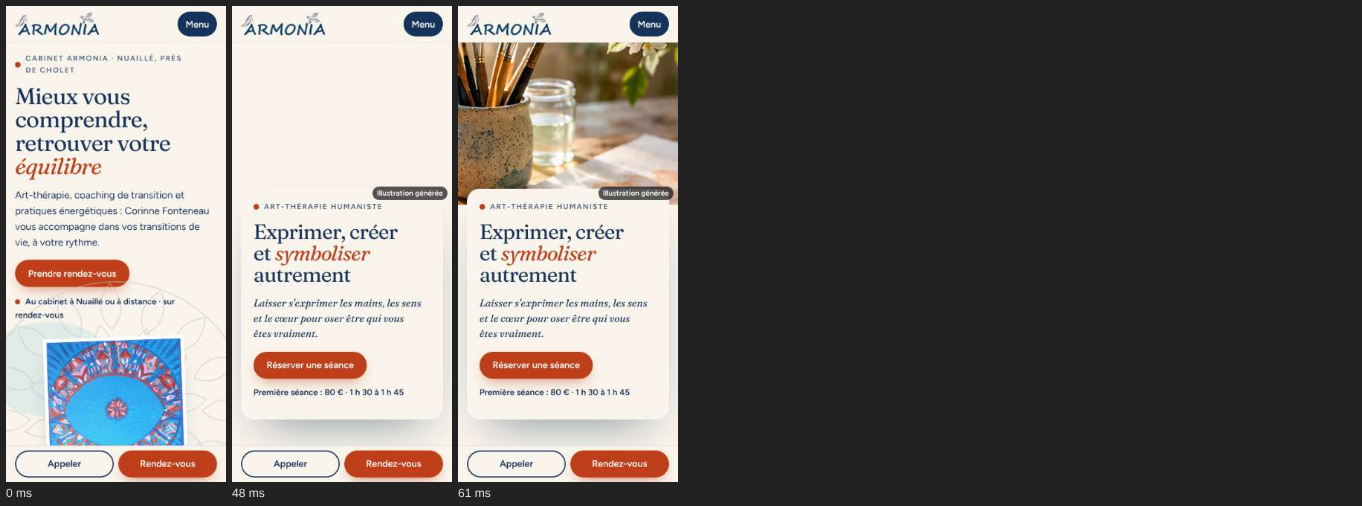 ARMONIA
Menu
CABINET ARMONIA · NUAILLÉ, PRÈS
DE CHOLET
Mieux vous
comprendre,
retrouver votre
équilibre
Art-thérapie, coaching de transition et
pratiques énergétiques : Corinne Fonteneau
vous accompagne dans vos transitions de
vie, à votre rythme.
Prendre rendez-vous
Au cabinet à Nuaillé ou à distance · sur
rendez-vous
Appeler
Rendez-vous
0 ms
ARMONIA
Menu
Illustration générée
ART-THÉRAPIE HUMANISTE
Exprimer, créer
et symboliser
autrement
Laisser s'exprimer les mains, les sens
et le cœur pour oser être qui vous
êtes vraiment.
Réserver une séance
Première séance : 80 € · 1 h 30 à 1 h 45
Appeler
Rendez-vous
48 ms
ARMONIA
Menu
Illustration générée
ART-THÉRAPIE HUMANISTE
Exprimer, créer
et symboliser
autrement
Laisser s'exprimer les mains, les sens
et le cœur pour oser être qui vous
êtes vraiment.
Réserver une séance
Première séance : 80 € · 1 h 30 à 1 h 45
Appeler
Rendez-vous
61 ms